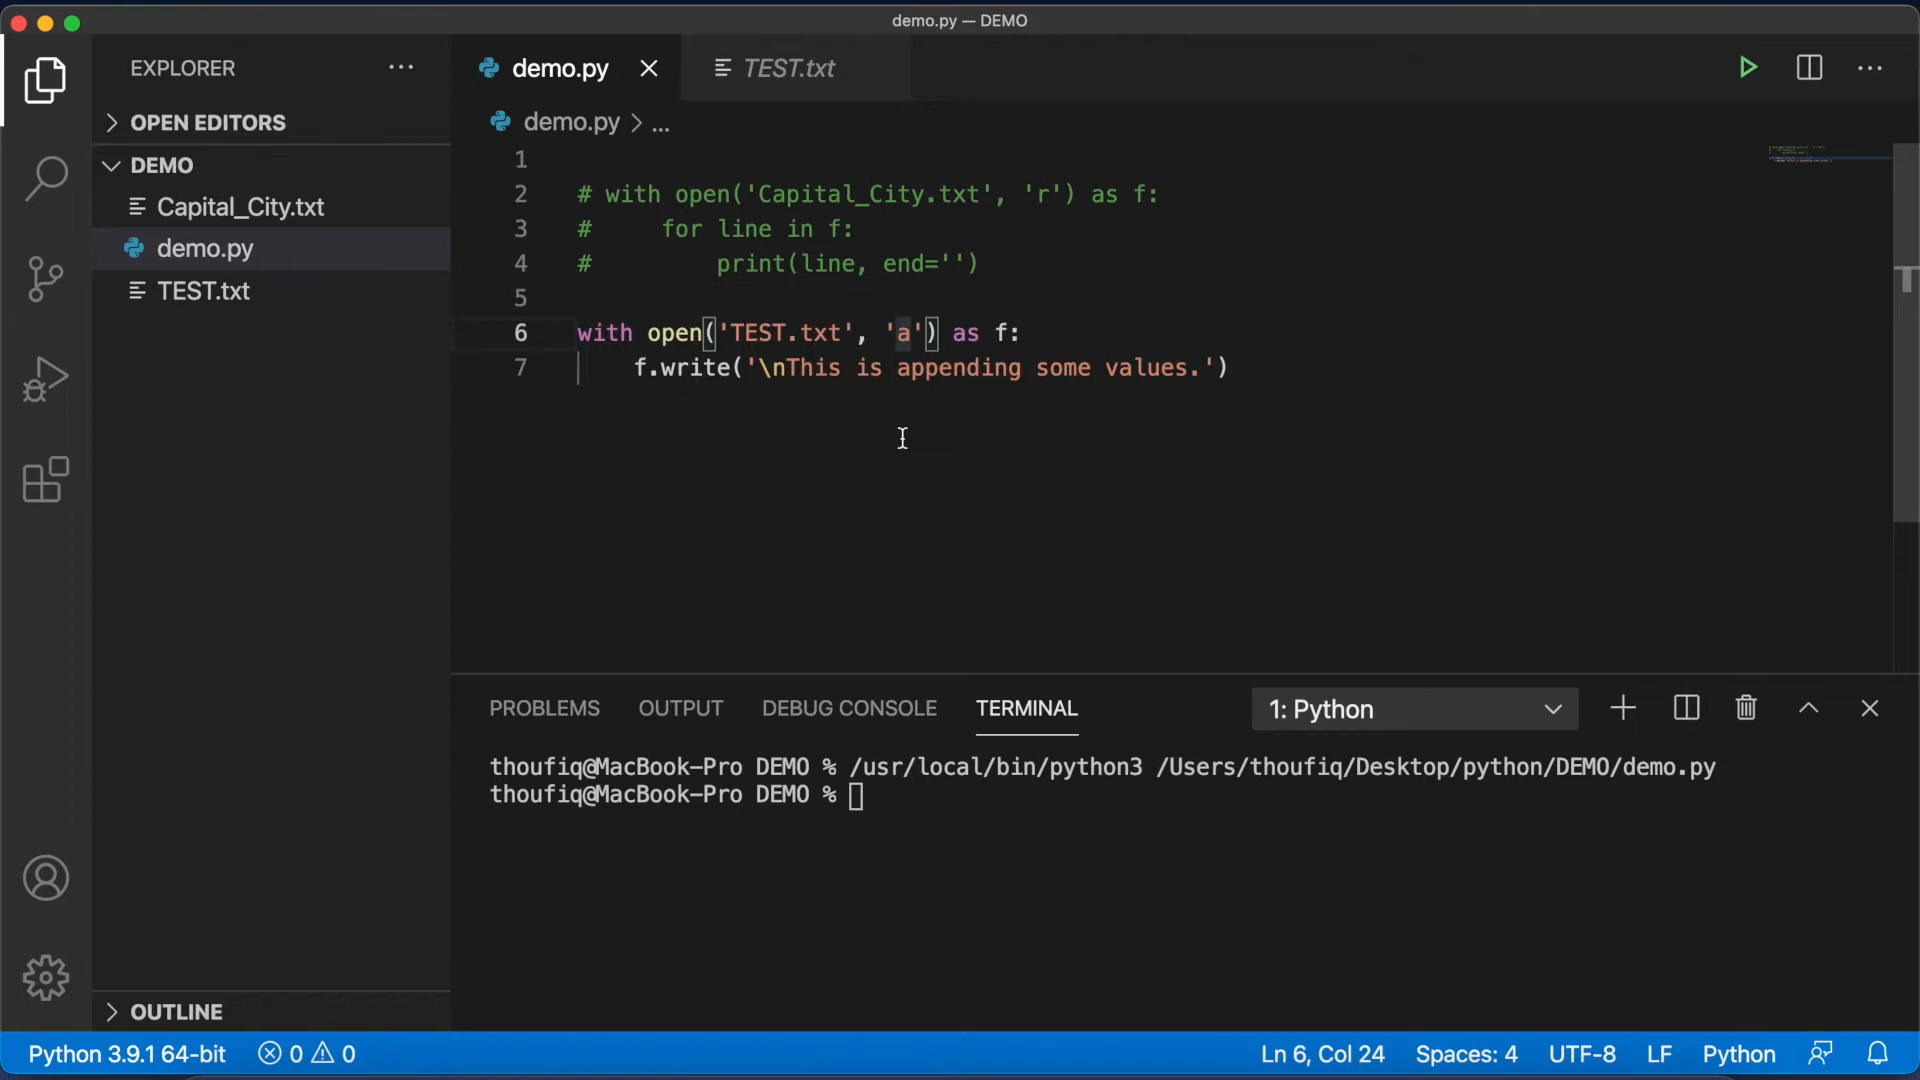 demo.py — DEMO
EXPLORER
OPEN EDITORS
DEMO
Capital_City.txt
demo.py
TEST.txt
OUTLINE
demo.py
TEST.txt
demo.py > ...
1
2 # with open('Capital_City.txt', 'r') as f:
3 #     for line in f:
4 #         print(line, end='')
5
6 with open('TEST.txt', 'a') as f:
7     f.write('\nThis is appending some values.')
PROBLEMS OUTPUT DEBUG CONSOLE TERMINAL 1: Python
thoufiq@MacBook-Pro DEMO % /usr/local/bin/python3 /Users/thoufiq/Desktop/python/DEMO/demo.py
thoufiq@MacBook-Pro DEMO %
Python 3.9.1 64-bit 0 0 Ln 6, Col 24 Spaces: 4 UTF-8 LF Python